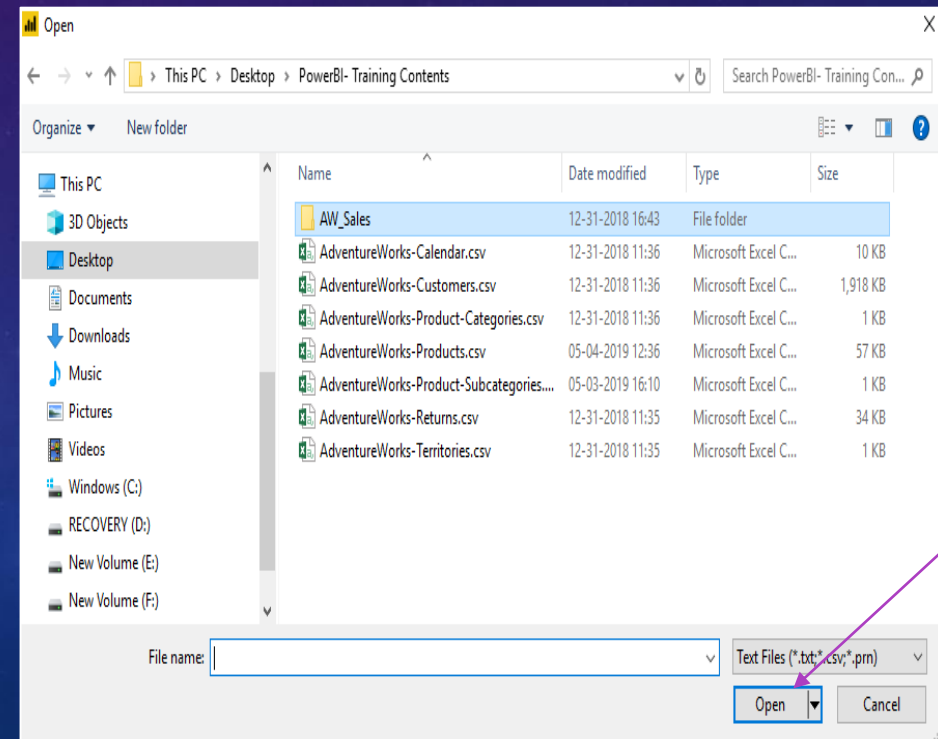 Open
This PC > Desktop > PowerBI- Training Contents
Search PowerBI- Training Con...
Organize
New folder
Name
Date modified
Type
Size
This PC
3D Objects
Desktop
Documents
Downloads
Music
Pictures
Videos
Windows (C:)
RECOVERY (D:)
New Volume (E:)
New Volume (F:)
AW_Sales 12-31-2018 16:43 File folder
AdventureWorks-Calendar.csv 12-31-2018 11:36 Microsoft Excel C... 10 KB
AdventureWorks-Customers.csv 12-31-2018 11:36 Microsoft Excel C... 1,918 KB
AdventureWorks-Product-Categories.csv 12-31-2018 11:36 Microsoft Excel C... 1 KB
AdventureWorks-Products.csv 05-04-2019 12:36 Microsoft Excel C... 57 KB
AdventureWorks-Product-Subcategories.... 05-03-2019 16:10 Microsoft Excel C... 1 KB
AdventureWorks-Returns.csv 12-31-2018 11:35 Microsoft Excel C... 34 KB
AdventureWorks-Territories.csv 12-31-2018 11:35 Microsoft Excel C... 1 KB
File name:
Text Files (*.txt;*.csv;*.prn)
Open
Cancel